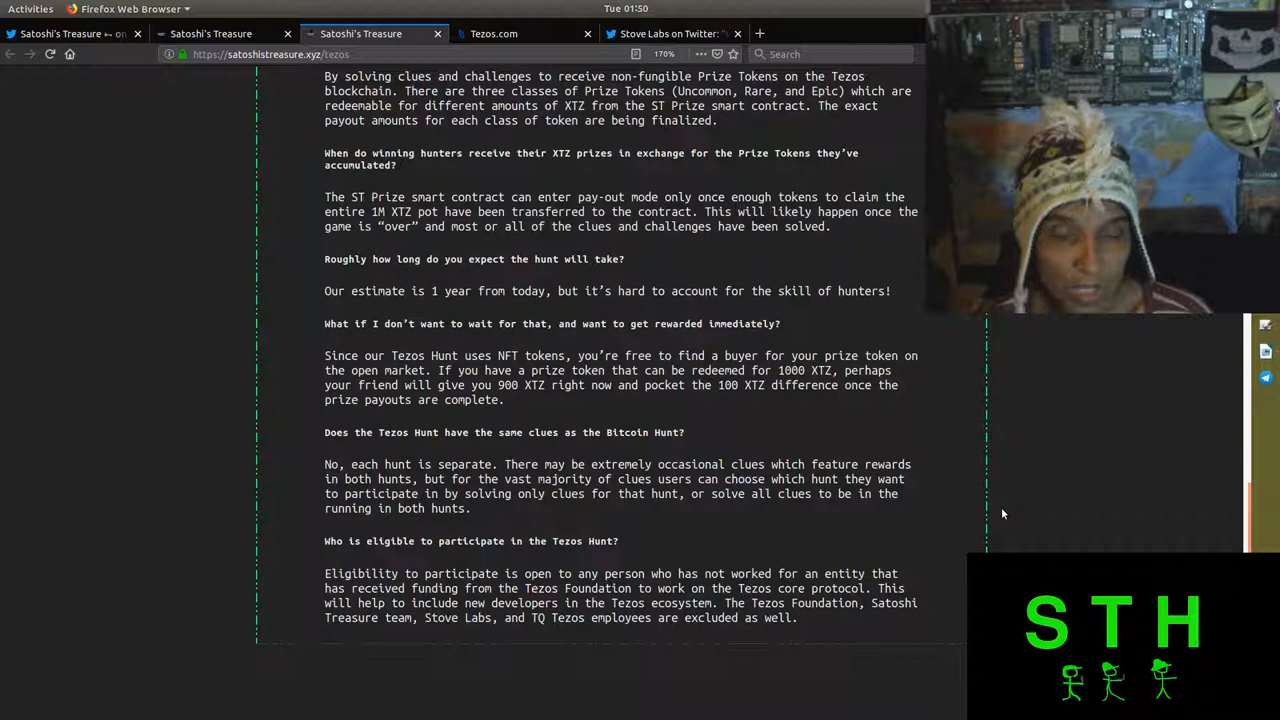 Activities
Firefox Web Browser
Tue 01:50
Satoshi's Treasure 🗝 on
Satoshi's Treasure
Satoshi's Treasure
Tezos.com
Stove Labs on Twitter: "
https://satoshistreasure.xyz/tezos
170%
Search
By solving clues and challenges to receive non-fungible Prize Tokens on the Tezos
blockchain. There are three classes of Prize Tokens (Uncommon, Rare, and Epic) which are
redeemable for different amounts of XTZ from the ST Prize smart contract. The exact
payout amounts for each class of token are being finalized.
When do winning hunters receive their XTZ prizes in exchange for the Prize Tokens they've
accumulated?
The ST Prize smart contract can enter pay-out mode only once enough tokens to claim the
entire 1M XTZ pot have been transferred to the contract. This will likely happen once the
game is “over” and most or all of the clues and challenges have been solved.
Roughly how long do you expect the hunt will take?
Our estimate is 1 year from today, but it's hard to account for the skill of hunters!
What if I don't want to wait for that, and want to get rewarded immediately?
Since our Tezos Hunt uses NFT tokens, you're free to find a buyer for your prize token on
the open market. If you have a prize token that can be redeemed for 1000 XTZ, perhaps
your friend will give you 900 XTZ right now and pocket the 100 XTZ difference once the
prize payouts are complete.
Does the Tezos Hunt have the same clues as the Bitcoin Hunt?
No, each hunt is separate. There may be extremely occasional clues which feature rewards
in both hunts, but for the vast majority of clues users can choose which hunt they want
to participate in by solving only clues for that hunt, or solve all clues to be in the
running in both hunts.
Who is eligible to participate in the Tezos Hunt?
Eligibility to participate is open to any person who has not worked for an entity that
has received funding from the Tezos Foundation to work on the Tezos core protocol. This
will help to include new developers in the Tezos ecosystem. The Tezos Foundation, Satoshi
Treasure team, Stove Labs, and TQ Tezos employees are excluded as well.
STH